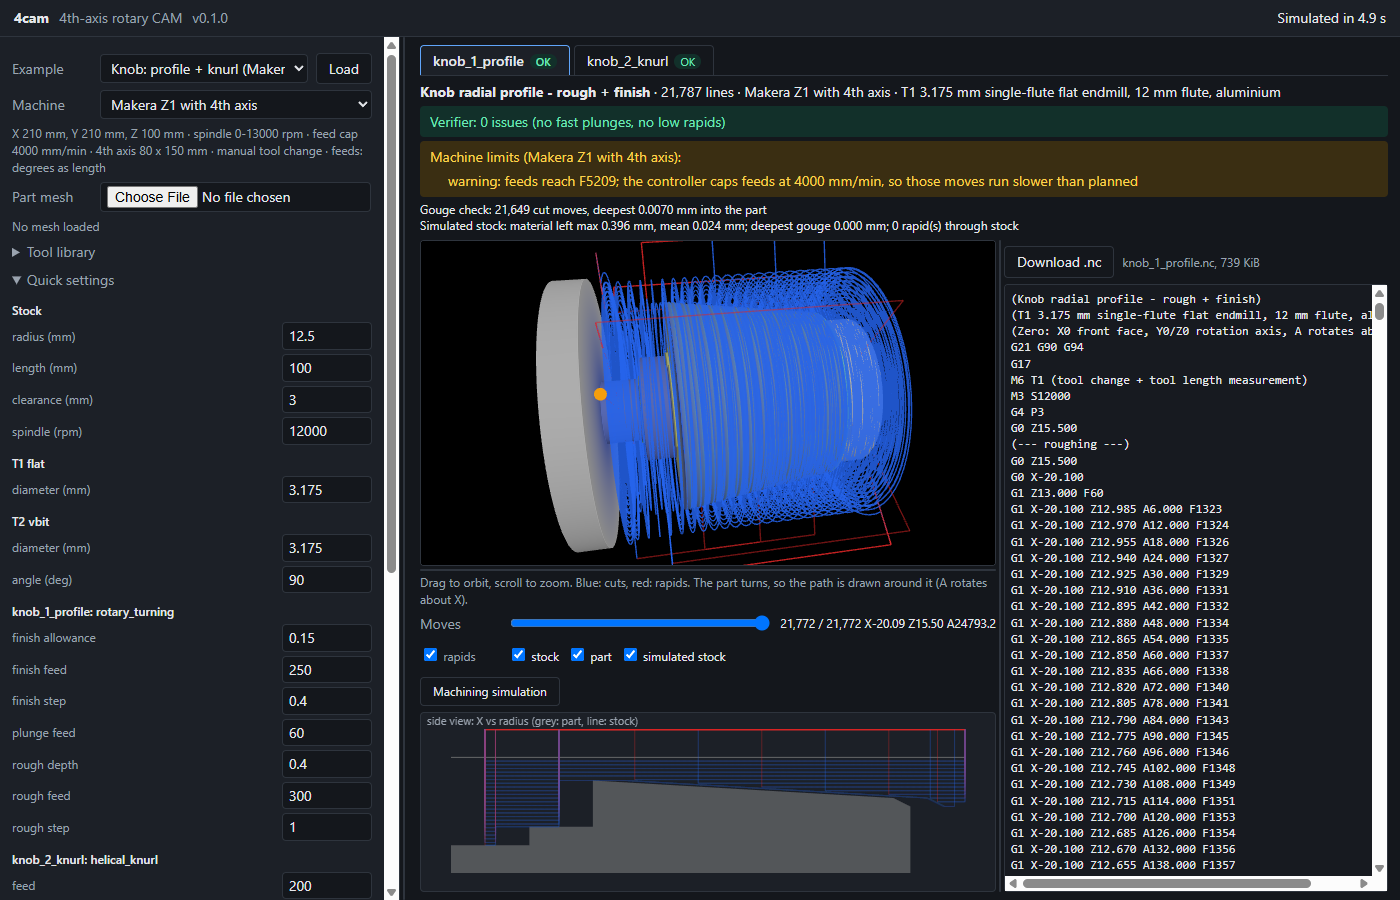 4cam 4th-axis rotary CAM v0.1.0
Simulated in 4.9 s
Example
Knob: profile + knurl (Maker
Load
Machine
Makera Z1 with 4th axis
X 210 mm, Y 210 mm, Z 100 mm · spindle 0-13000 rpm · feed cap
4000 mm/min · 4th axis 80 x 150 mm · manual tool change · feeds:
degrees as length
Part mesh
Choose File No file chosen
No mesh loaded
Tool library
Quick settings
Stock
radius (mm) 12.5
length (mm) 100
clearance (mm) 3
spindle (rpm) 12000
T1 flat
diameter (mm) 3.175
T2 vbit
diameter (mm) 3.175
angle (deg) 90
knob_1_profile: rotary_turning
finish allowance 0.15
finish feed 250
finish step 0.4
plunge feed 60
rough depth 0.4
rough feed 300
rough step 1
knob_2_knurl: helical_knurl
feed 200
knob_1_profile OK
knob_2_knurl OK
Knob radial profile - rough + finish · 21,787 lines · Makera Z1 with 4th axis · T1 3.175 mm single-flute flat endmill, 12 mm flute, aluminium
Verifier: 0 issues (no fast plunges, no low rapids)
Machine limits (Makera Z1 with 4th axis):
warning: feeds reach F5209; the controller caps feeds at 4000 mm/min, so those moves run slower than planned
Gouge check: 21,649 cut moves, deepest 0.0070 mm into the part
Simulated stock: material left max 0.396 mm, mean 0.024 mm; deepest gouge 0.000 mm; 0 rapid(s) through stock
Drag to orbit, scroll to zoom. Blue: cuts, red: rapids. The part turns, so the path is drawn around it (A rotates
about X).
Moves
21,772 / 21,772 X-20.09 Z15.50 A24793.2
rapids
stock
part
simulated stock
Machining simulation
side view: X vs radius (grey: part, line: stock)
Download .nc
knob_1_profile.nc, 739 KiB
(Knob radial profile - rough + finish)
(T1 3.175 mm single-flute flat endmill, 12 mm flute, al
(Zero: X0 front face, Y0/Z0 rotation axis, A rotates ab
G21 G90 G94
G17
M6 T1 (tool change + tool length measurement)
M3 S12000
G4 P3
G0 Z15.500
(--- roughing ---)
G0 Z15.500
G0 X-20.100
G1 Z13.000 F60
G1 X-20.100 Z12.985 A6.000 F1323
G1 X-20.100 Z12.970 A12.000 F1324
G1 X-20.100 Z12.955 A18.000 F1326
G1 X-20.100 Z12.940 A24.000 F1327
G1 X-20.100 Z12.925 A30.000 F1329
G1 X-20.100 Z12.910 A36.000 F1331
G1 X-20.100 Z12.895 A42.000 F1332
G1 X-20.100 Z12.880 A48.000 F1334
G1 X-20.100 Z12.865 A54.000 F1335
G1 X-20.100 Z12.850 A60.000 F1337
G1 X-20.100 Z12.835 A66.000 F1338
G1 X-20.100 Z12.820 A72.000 F1340
G1 X-20.100 Z12.805 A78.000 F1341
G1 X-20.100 Z12.790 A84.000 F1343
G1 X-20.100 Z12.775 A90.000 F1345
G1 X-20.100 Z12.760 A96.000 F1346
G1 X-20.100 Z12.745 A102.000 F1348
G1 X-20.100 Z12.730 A108.000 F1349
G1 X-20.100 Z12.715 A114.000 F1351
G1 X-20.100 Z12.700 A120.000 F1353
G1 X-20.100 Z12.685 A126.000 F1354
G1 X-20.100 Z12.670 A132.000 F1356
G1 X-20.100 Z12.655 A138.000 F1357